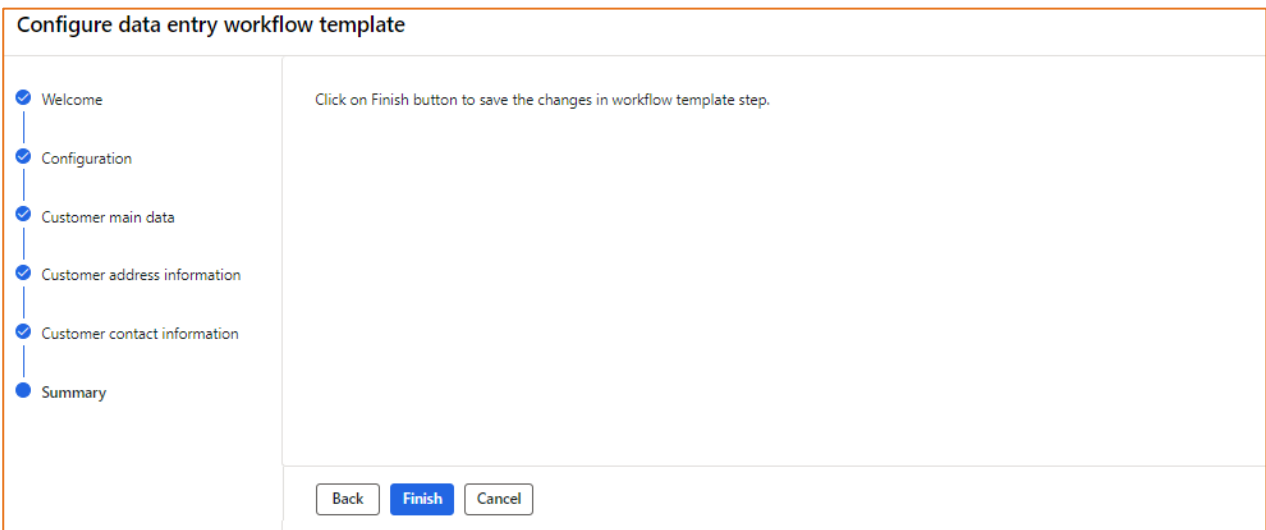 Configure data entry workflow template
Welcome
Configuration
Customer main data
Customer address information
Customer contact information
Summary
Click on Finish button to save the changes in workflow template step.
Back
Finish
Cancel